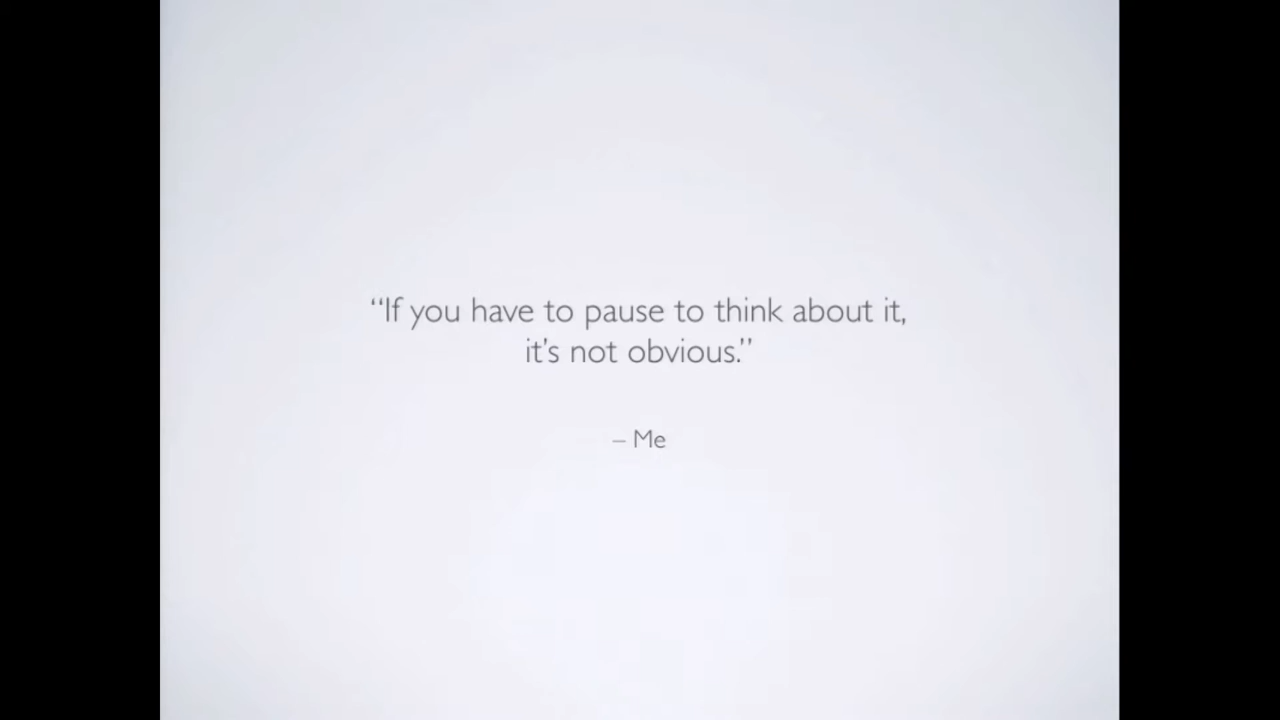 “If you have to pause to think about it,
it’s not obvious.”
– Me